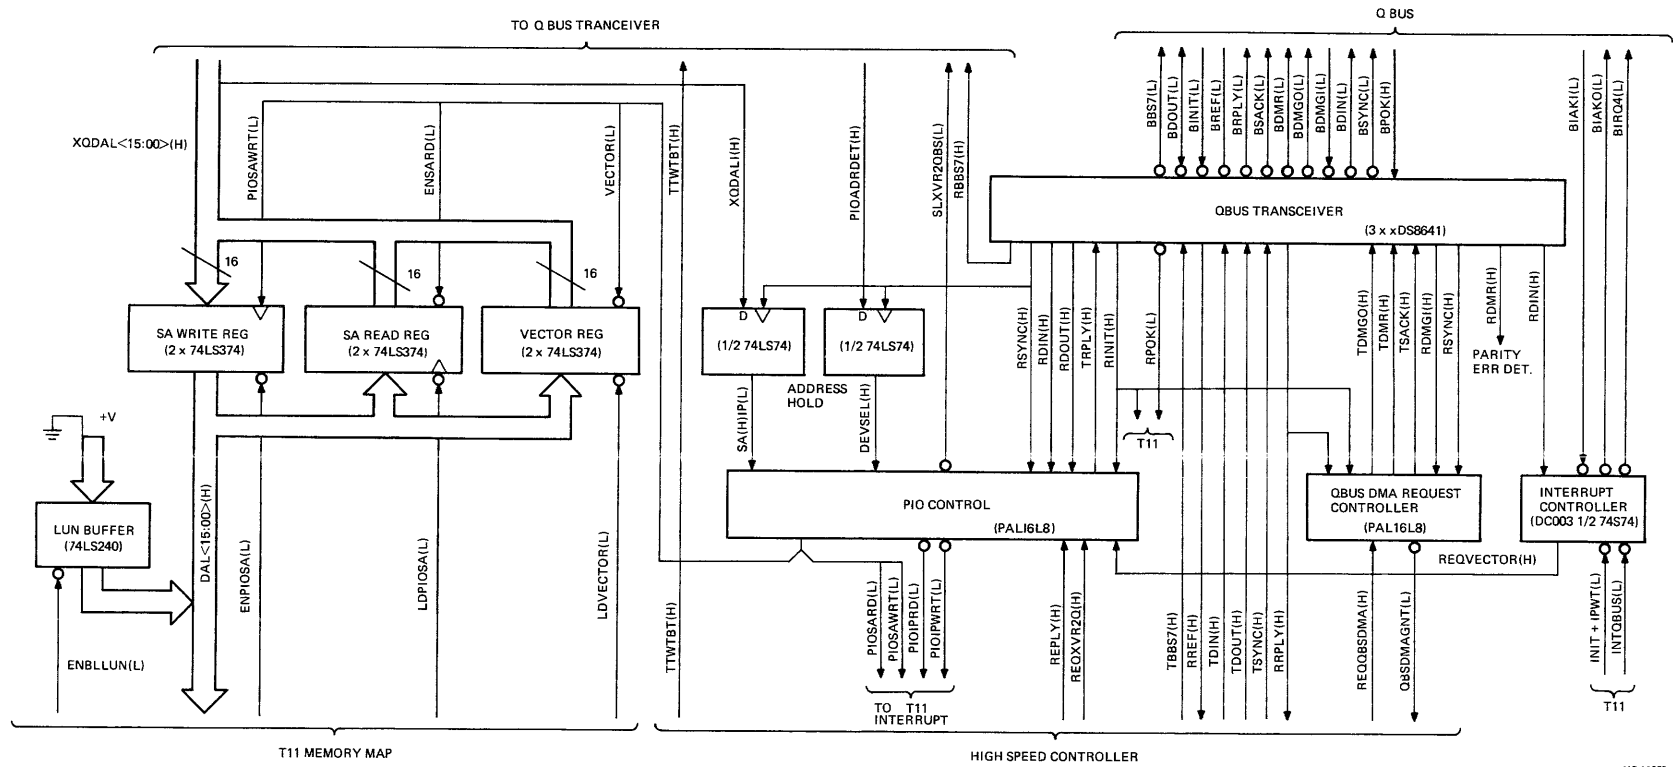 TO Q BUS TRANCEIVER
Q BUS
XQDAL<15:00>(H)
PIOSAWRT(L)
ENSARD(L)
VECTOR(L)
TTWTBT(H)
XQDALI(H)
PIOADRDET(H)
SLXVR2QBS(L)
RBBS7(H)
BBS7(L)
BDOUT(L)
BINIT(L)
BREF(L)
BRPLY(L)
BSACK(L)
BDMR(L)
BDMGO(L)
BDMGI(L)
BDIN(L)
BSYNC(L)
BPOK(H)
BIAKI(L)
BIAKO(L)
BIRQ4(L)
QBUS TRANSCEIVER
(3 x xDS8641)
16
16
16
SA WRITE REG
(2 x 74LS374)
SA READ REG
(2 x 74LS374)
VECTOR REG
(2 x 74LS374)
D
(1/2 74LS74)
D
(1/2 74LS74)
ADDRESS
HOLD
SA(H)IP(L)
DEVSEL(H)
RSYNC(H)
RDIN(H)
RDOUT(H)
TRPLY(H)
RINIT(H)
RPOK(L)
T11
TDMGO(H)
TDMR(H)
TSACK(H)
RDMGI(H)
RSYNC(H)
RDMR(H)
PARITY
ERR DET.
RDIN(H)
+V
LUN BUFFER
(74LS240)
DAL<15:00>(H)
ENPIOSA(L)
LDPIOSA(L)
LDVECTOR(L)
ENBLLUN(L)
TTWTBT(H)
PIO CONTROL
(PALI6L8)
QBUS DMA REQUEST
CONTROLLER
(PAL16L8)
INTERRUPT
CONTROLLER
(DC003 1/2 74S74)
REQVECTOR(H)
PIOSARD(L)
PIOSAWRT(L)
PIOIPRD(L)
PIOIPWRT(L)
TO T11
INTERRUPT
REPLY(H)
REQXVR2Q(H)
TBBS7(H)
RREF(H)
TDIN(H)
TDOUT(H)
TSYNC(H)
RRPLY(H)
REQQBSDMA(H)
QBSDMAGNT(L)
INIT + IPWT(L)
INTQBUS(L)
T11
T11 MEMORY MAP
HIGH SPEED CONTROLLER